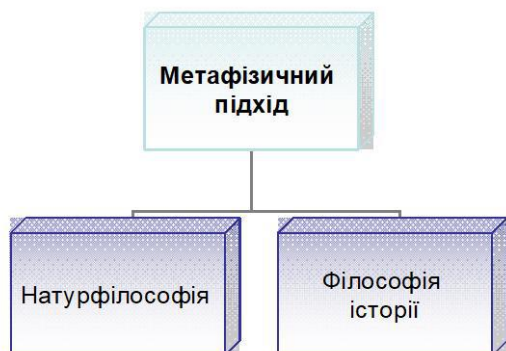 Метафізичний
підхід
Натурфілософія
Філософія
історії